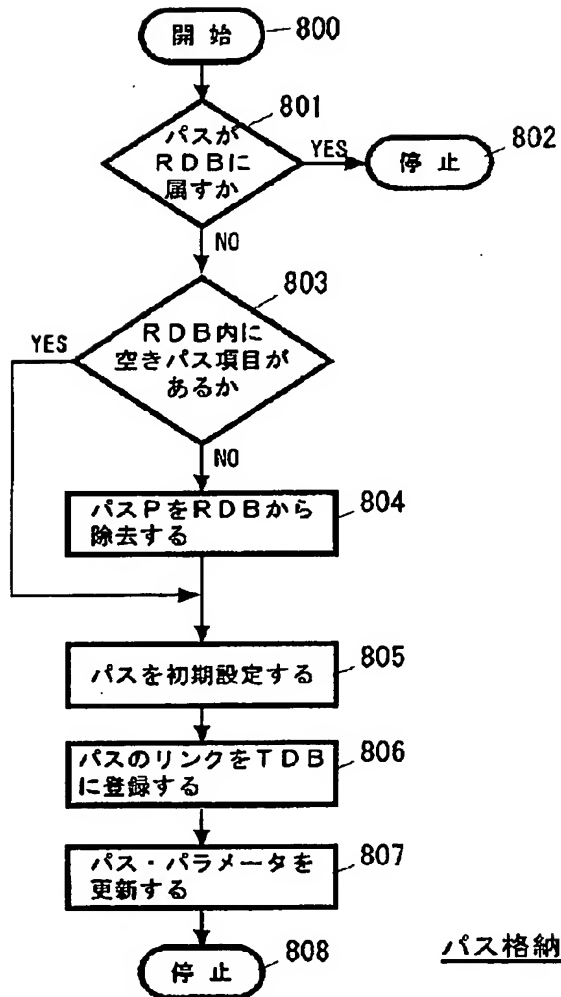 開始
800
801
パスが
RDBに
属すか
YES
停止
802
NO
803
RDB内に
空きパス項目が
あるか
YES
NO
パスPをRDBから
除去する
804
パスを初期設定する
805
パスのリンクをTDB
に登録する
806
パス・パラメータを
更新する
807
停止
808
パス格納